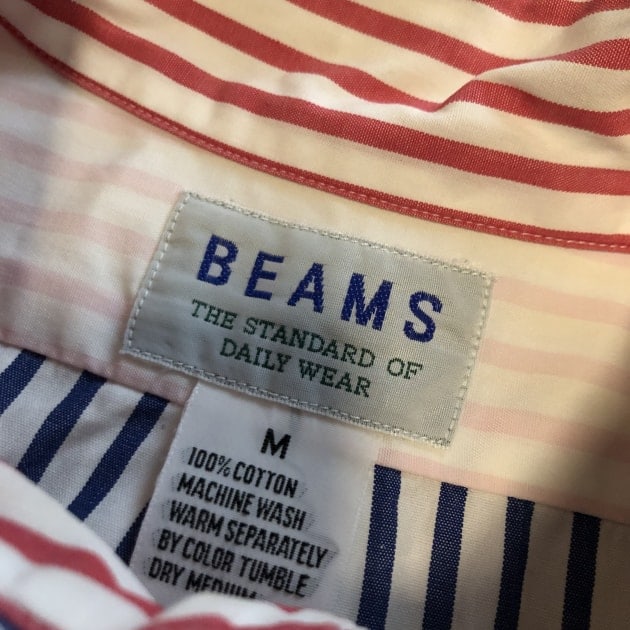 BEAMS
THE STANDARD OF
DAILY WEAR
M
100% COTTON
MACHINE WASH
WARM SEPARATELY
BY COLOR TUMBLE
DRY MEDIUM